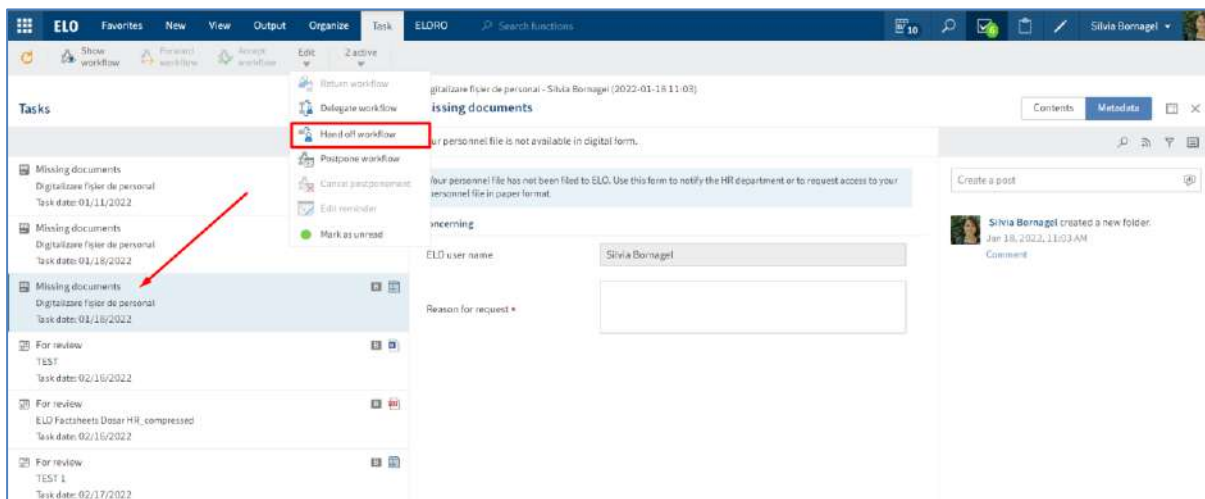 ELO Favorites New View Output Organize Task ELORO Search functions 10 6 Silvia Bornagel
Show workflow Forward workflow Accept workflow Edit 2 active
Return workflow
Delegate workflow
Hand off workflow
Postpone workflow
Cancel postponement
Edit reminder
Mark as unread
Tasks
Missing documents
Digitalizare fișier de personal
Task date: 01/11/2022
Missing documents
Digitalizare fișier de personal
Task date: 01/18/2022
Missing documents
Digitalizare fișier de personal
Task date: 01/18/2022
For review
TEST
Task date: 02/16/2022
For review
ELO Factsheets Dosar HR_compressed
Task date: 02/16/2022
For review
TEST 1
Task date: 02/17/2022
gitalizare fișier de personal - Silvia Bornagel (2022-01-18 11:03)
issing documents
Contents Metadata
ur personnel file is not available in digital form.
Your personnel file has not been filed to ELO. Use this form to notify the HR department or to request access to your
personnel file in paper format.
oncerning
ELO user name Silvia Bornagel
Reason for request
Create a post
Silvia Bornagel created a new folder.
Jan 18, 2022, 11:03 AM
Comment